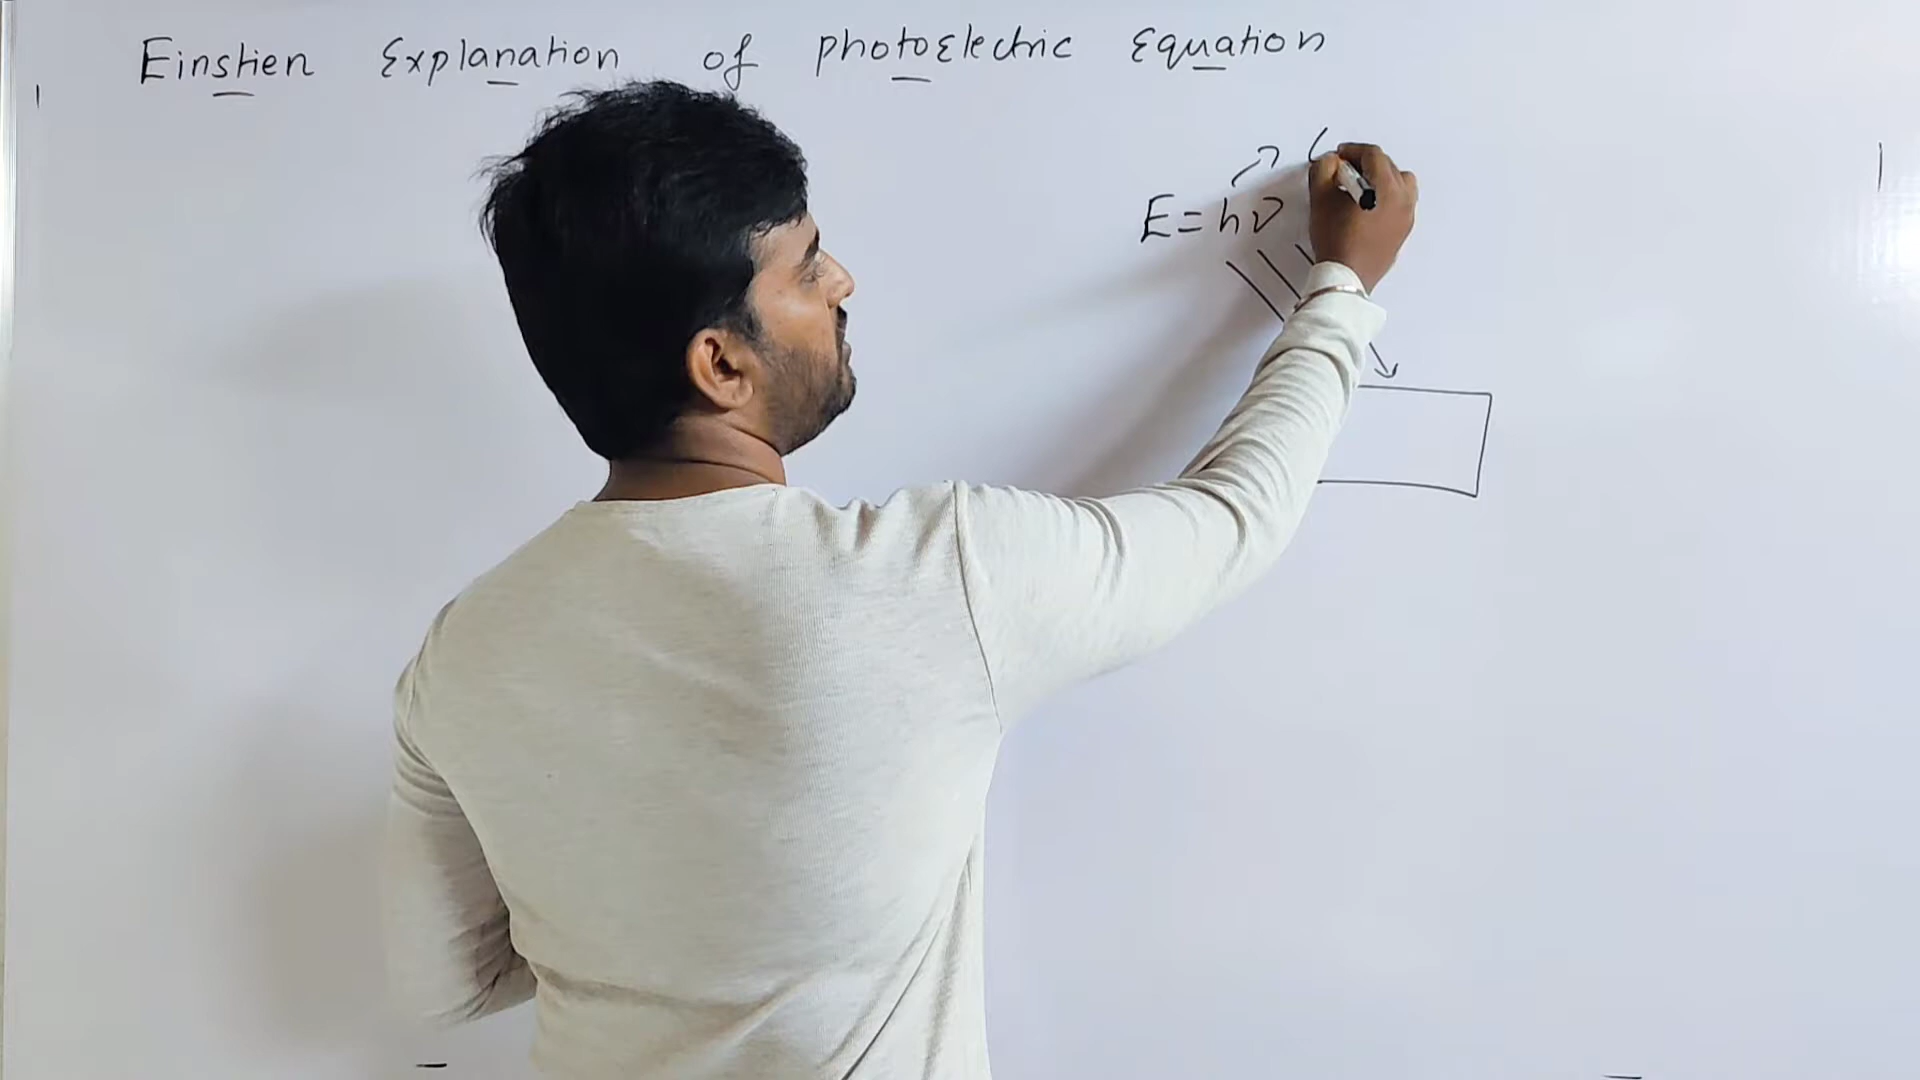 Einstien Explanation of photoElectric Equation
E=hν